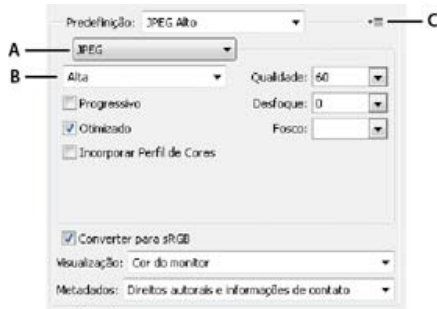 Predefinição: JPEG Alto
C
A
JPEG
B
Alta
Qualidade: 60
Progressivo
Desfoque: 0
Otimizado
Fosco:
Incorporar Perfil de Cores
Converter para sRGB
Visualização: Cor do monitor
Metadados: Direitos autorais e informações de contato